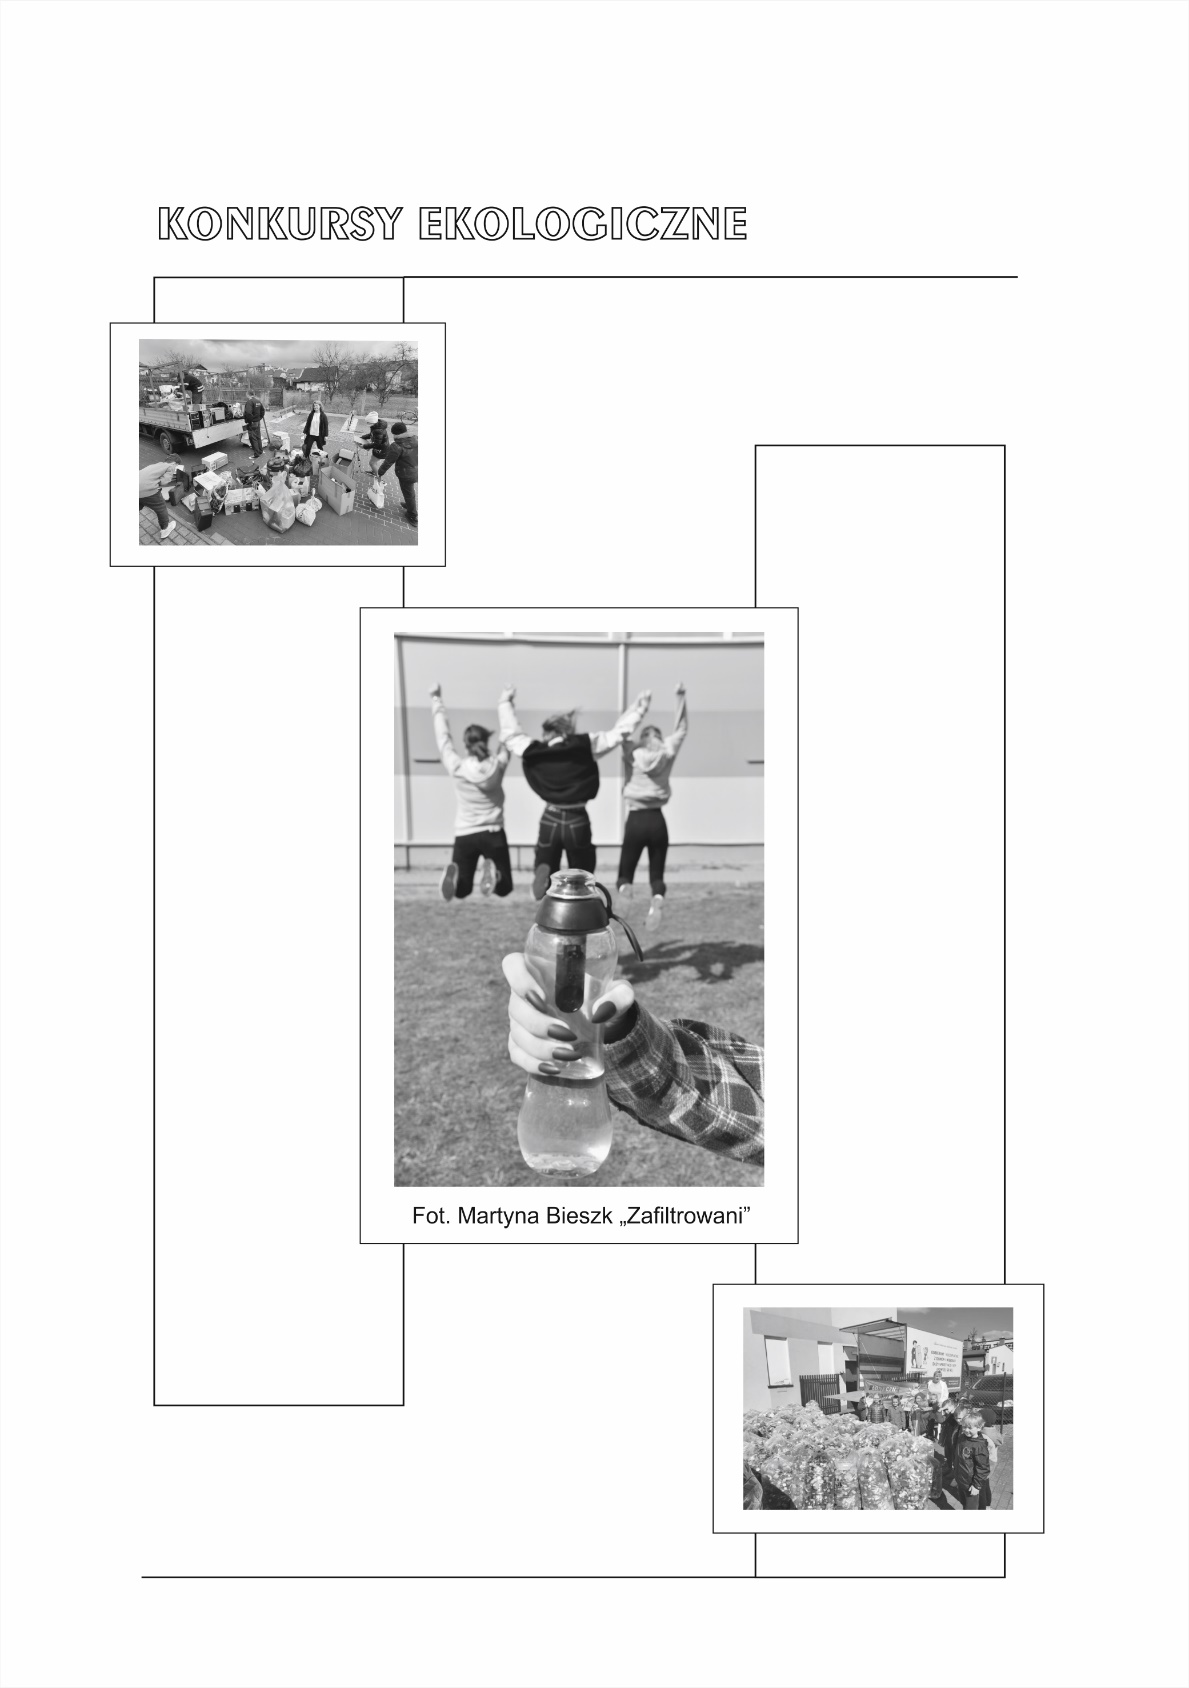 KONKURSY EKOLOGICZNE
Fot. Martyna Bieszk „Zafiltrowani”